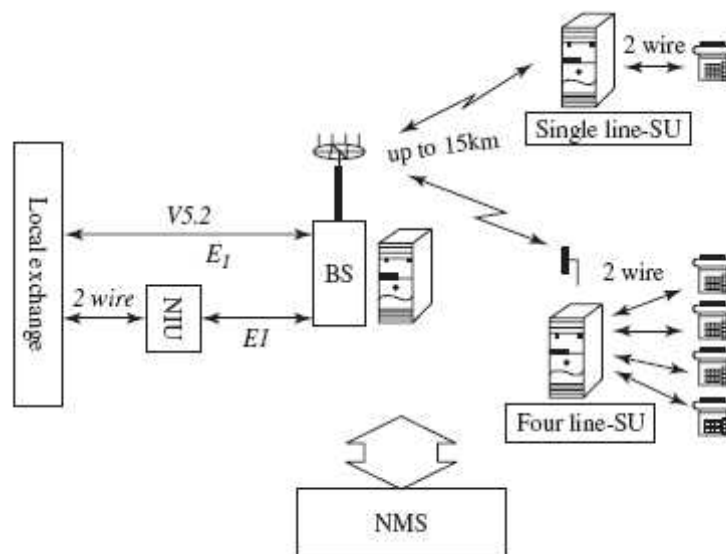 2 wire
Single line-SU
up to 15km
Local exchange
V5.2
E1
BS
2 wire
NIU
E1
2 wire
Four line-SU
NMS